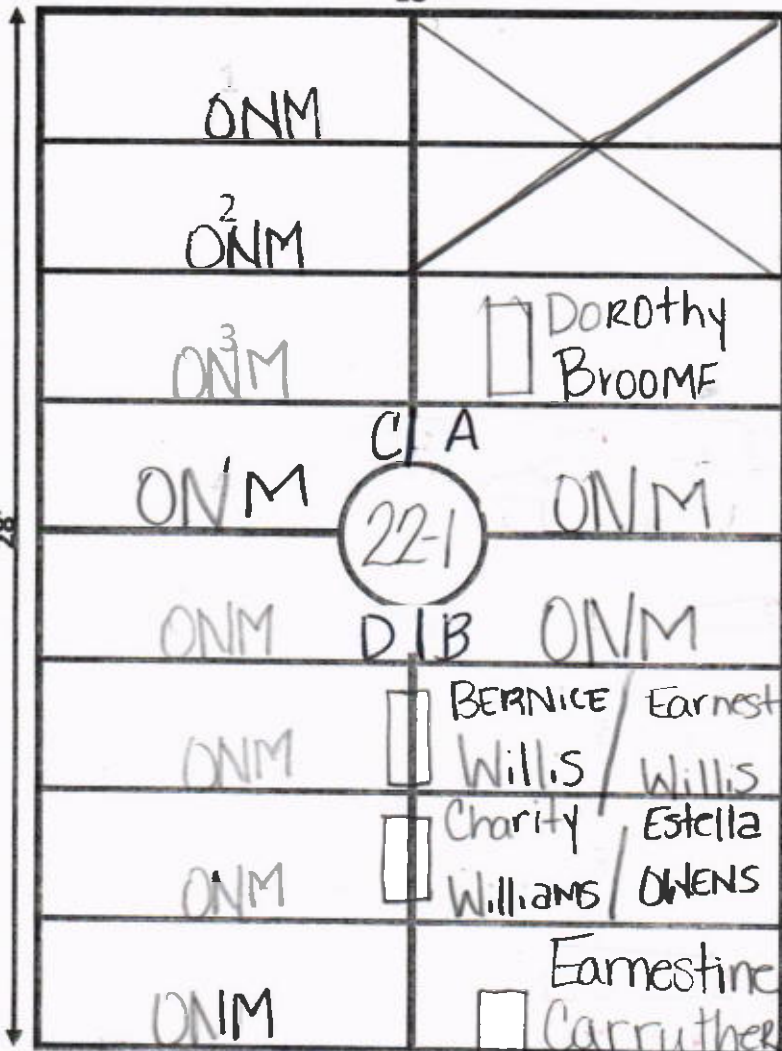 1
ONM
2
ONM
3
ONM
Dorothy
BrOOME
C A
ONM
22-1
ONM
ONM
D B
ONM
ONM
BERNICE / Earnest
Willis Willis
ONM
Charity / Estella
Williams OWENS
ONM
Earnestine
Carruther
28'